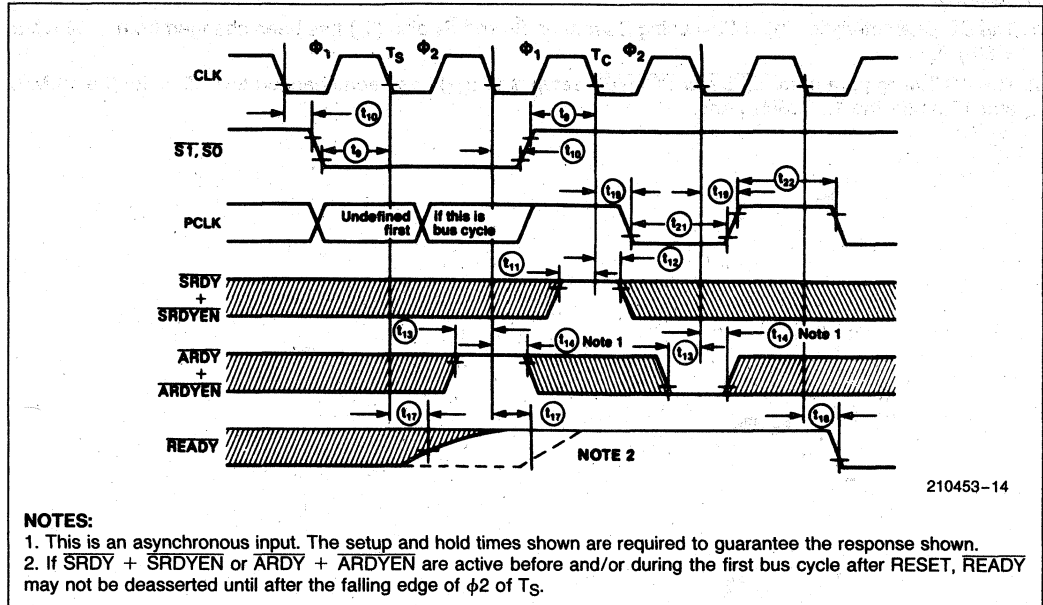 ϕ1 TS ϕ2 ϕ1 TC ϕ2
CLK
t10 t9
S1, S0
t9 t10
t18 t19 t22
PCLK
Undefined first
if this is bus cycle
t21
t11 t12
SRDY
+
SRDYEN
t13 t14 Note 1 t13 t14 Note 1
ARDY
+
ARDYEN
t17 t17 t18
READY
NOTE 2
210453–14
NOTES:
1. This is an asynchronous input. The setup and hold times shown are required to guarantee the response shown.
2. If SRDY + SRDYEN or ARDY + ARDYEN are active before and/or during the first bus cycle after RESET, READY
may not be deasserted until after the falling edge of ϕ2 of TS.